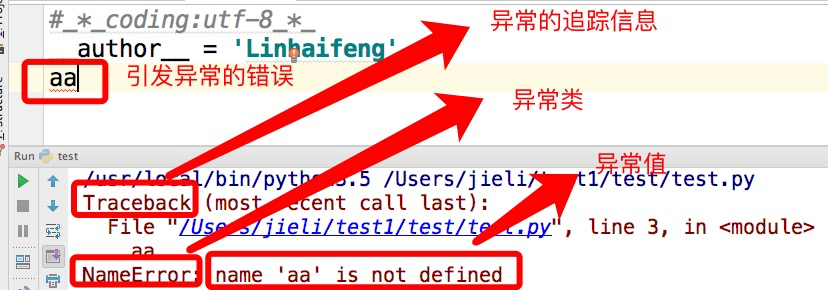 #_*_coding:utf-8_*_
__author__ = 'Linhaifeng'
aa
引发异常的错误
异常的追踪信息
异常类
异常值
Run test
/usr/local/bin/python3.5 /Users/jieli/test1/test/test.py
Traceback (most recent call last):
File "/Users/jieli/test1/test/test.py", line 3, in <module>
aa
NameError: name 'aa' is not defined